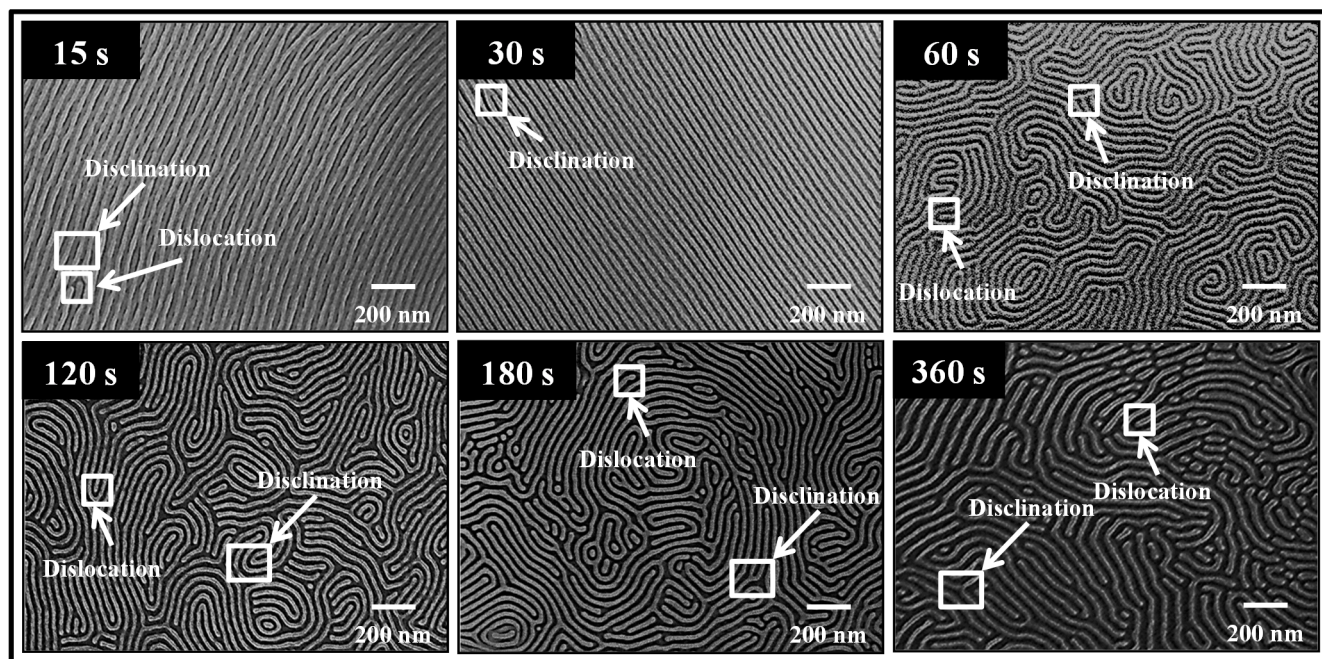 15 s
Disclination
Dislocation
200 nm
30 s
Disclination
200 nm
60 s
Disclination
Dislocation
200 nm
120 s
Disclination
Dislocation
200 nm
180 s
Dislocation
Disclination
200 nm
360 s
Dislocation
Disclination
200 nm